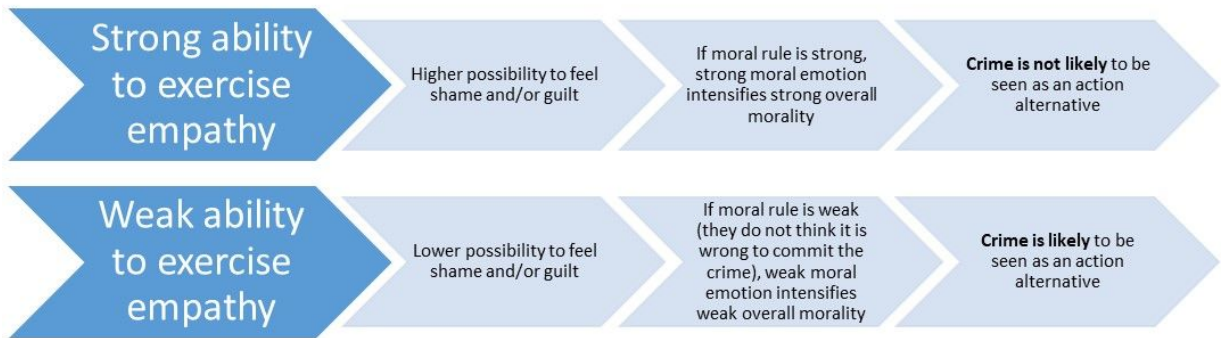 Strong ability
to exercise
empathy
Higher possibility to feel
shame and/or guilt
If moral rule is strong,
strong moral emotion
intensifies strong overall
morality
Crime is not likely to be
seen as an action
alternative
Weak ability
to exercise
empathy
Lower possibility to feel
shame and/or guilt
If moral rule is weak
(they do not think it is
wrong to commit the
crime), weak moral
emotion intensifies
weak overall morality
Crime is likely to be
seen as an action
alternative